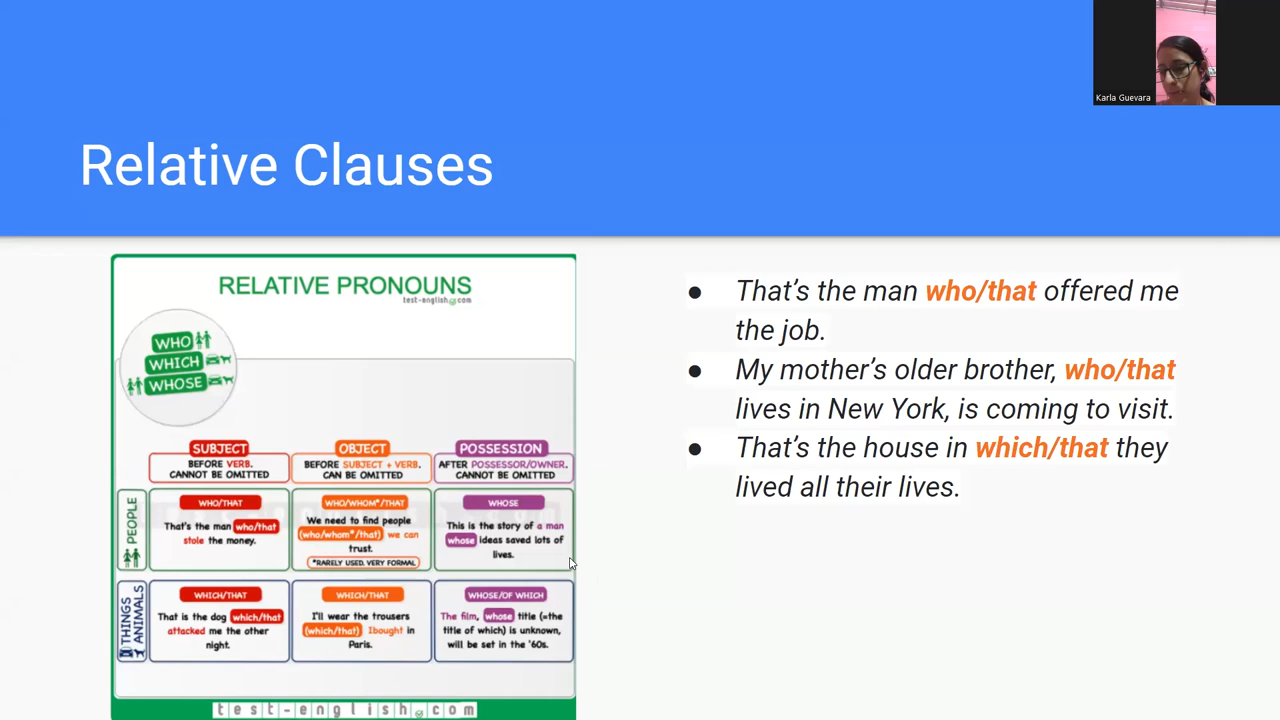 Karla Guevara
Relative Clauses
RELATIVE PRONOUNS
test-english.com
WHO
WHICH
WHOSE
SUBJECT
BEFORE VERB.
CANNOT BE OMITTED
OBJECT
BEFORE SUBJECT + VERB.
CAN BE OMITTED
POSSESSION
AFTER POSSESSOR/OWNER.
CANNOT BE OMITTED
PEOPLE
WHO/THAT
That's the man who/that
stole the money.
WHO/WHOM*/THAT
We need to find people
(who/whom*/that) we can
trust.
*RARELY USED. VERY FORMAL
WHOSE
This is the story of a man
whose ideas saved lots of
lives.
THINGS
ANIMALS
WHICH/THAT
That is the dog which/that
attacked me the other
night.
WHICH/THAT
I'll wear the trousers
(which/that) I bought in
Paris.
WHOSE/OF WHICH
The film, whose title (=the
title of which) is unknown,
will be set in the '60s.
test-english.com
● That's the man who/that offered me
the job.
● My mother's older brother, who/that
lives in New York, is coming to visit.
● That's the house in which/that they
lived all their lives.